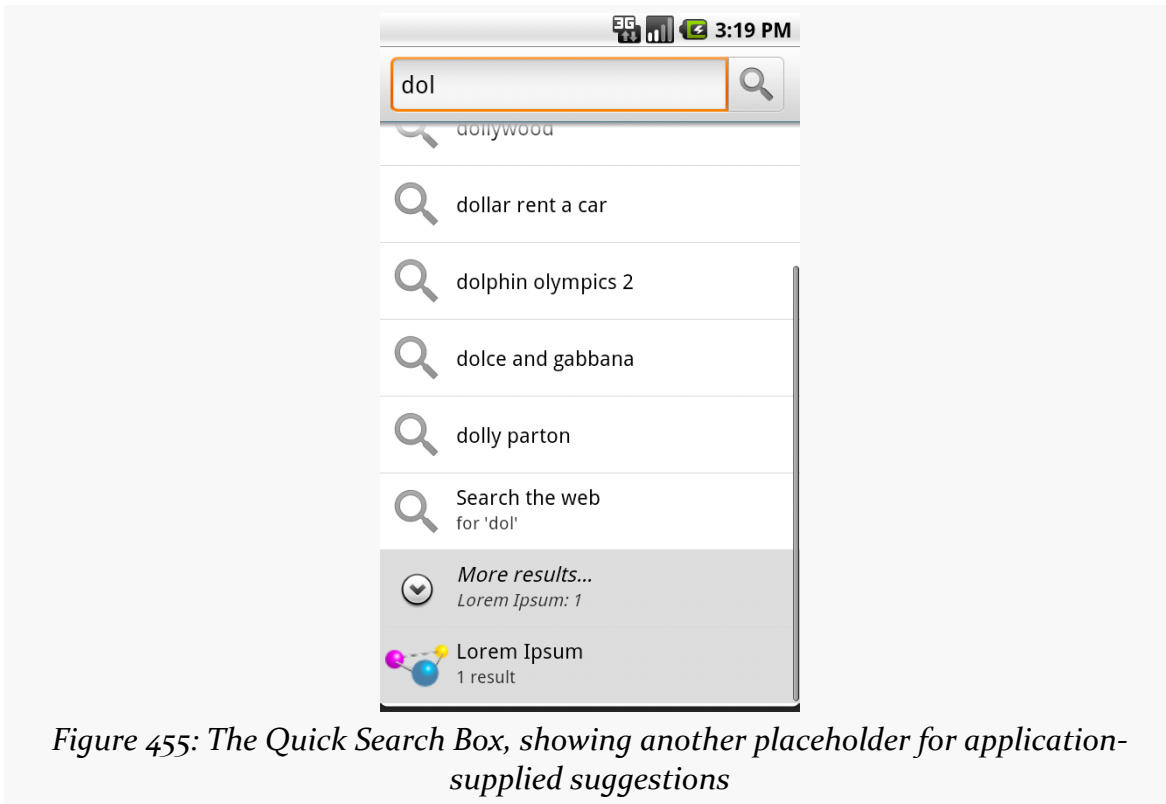 3G 3:19 PM
dol
dollywood
dollar rent a car
dolphin olympics 2
dolce and gabbana
dolly parton
Search the web
for 'dol'
More results...
Lorem Ipsum: 1
Lorem Ipsum
1 result
Figure 455: The Quick Search Box, showing another placeholder for application-
supplied suggestions